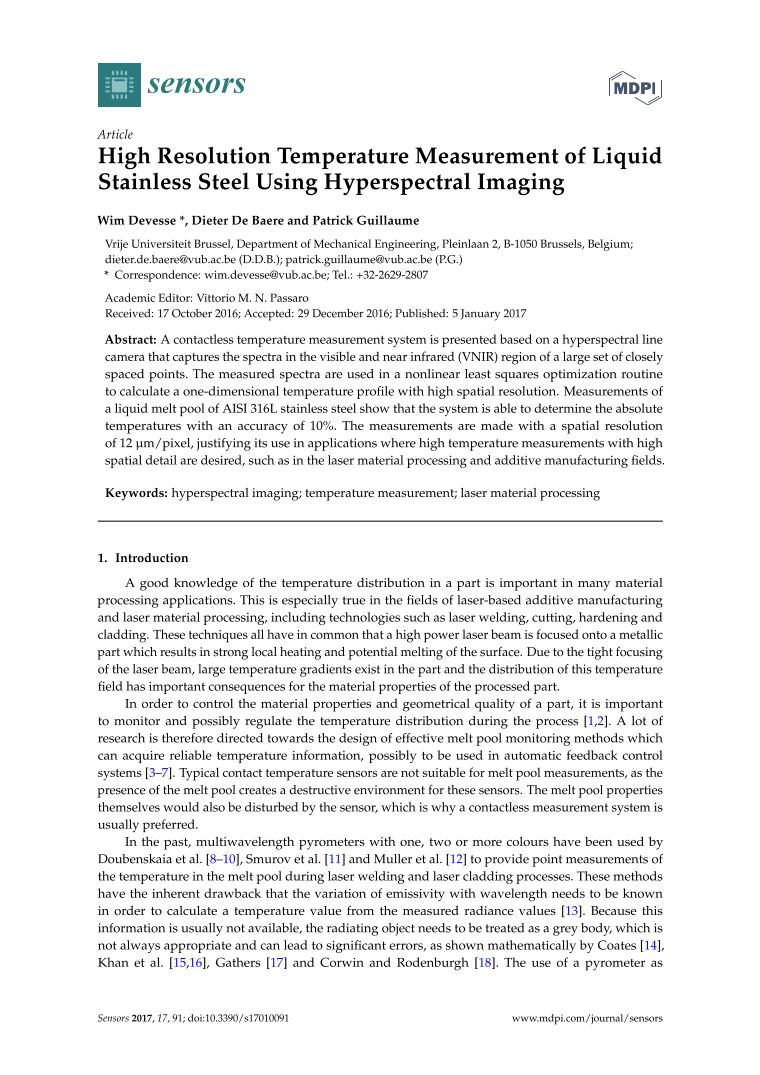 sensors
MDPI
Article
High Resolution Temperature Measurement of Liquid
Stainless Steel Using Hyperspectral Imaging
Wim Devesse *, Dieter De Baere and Patrick Guillaume
Vrije Universiteit Brussel, Department of Mechanical Engineering, Pleinlaan 2, B-1050 Brussels, Belgium;
dieter.de.baere@vub.ac.be (D.D.B.); patrick.guillaume@vub.ac.be (P.G.)
* Correspondence: wim.devesse@vub.ac.be; Tel.: +32-2629-2807
Academic Editor: Vittorio M. N. Passaro
Received: 17 October 2016; Accepted: 29 December 2016; Published: 5 January 2017
Abstract: A contactless temperature measurement system is presented based on a hyperspectral line
camera that captures the spectra in the visible and near infrared (VNIR) region of a large set of closely
spaced points. The measured spectra are used in a nonlinear least squares optimization routine
to calculate a one-dimensional temperature profile with high spatial resolution. Measurements of
a liquid melt pool of AISI 316L stainless steel show that the system is able to determine the absolute
temperatures with an accuracy of 10%. The measurements are made with a spatial resolution
of 12 µm/pixel, justifying its use in applications where high temperature measurements with high
spatial detail are desired, such as in the laser material processing and additive manufacturing fields.
Keywords: hyperspectral imaging; temperature measurement; laser material processing
1. Introduction
A good knowledge of the temperature distribution in a part is important in many material
processing applications. This is especially true in the fields of laser-based additive manufacturing
and laser material processing, including technologies such as laser welding, cutting, hardening and
cladding. These techniques all have in common that a high power laser beam is focused onto a metallic
part which results in strong local heating and potential melting of the surface. Due to the tight focusing
of the laser beam, large temperature gradients exist in the part and the distribution of this temperature
field has important consequences for the material properties of the processed part.
In order to control the material properties and geometrical quality of a part, it is important
to monitor and possibly regulate the temperature distribution during the process [1,2]. A lot of
research is therefore directed towards the design of effective melt pool monitoring methods which
can acquire reliable temperature information, possibly to be used in automatic feedback control
systems [3–7]. Typical contact temperature sensors are not suitable for melt pool measurements, as the
presence of the melt pool creates a destructive environment for these sensors. The melt pool properties
themselves would also be disturbed by the sensor, which is why a contactless measurement system is
usually preferred.
In the past, multiwavelength pyrometers with one, two or more colours have been used by
Doubenskaia et al. [8–10], Smurov et al. [11] and Muller et al. [12] to provide point measurements of
the temperature in the melt pool during laser welding and laser cladding processes. These methods
have the inherent drawback that the variation of emissivity with wavelength needs to be known
in order to calculate a temperature value from the measured radiance values [13]. Because this
information is usually not available, the radiating object needs to be treated as a grey body, which is
not always appropriate and can lead to significant errors, as shown mathematically by Coates [14],
Khan et al. [15,16], Gathers [17] and Corwin and Rodenburgh [18]. The use of a pyrometer as
Sensors 2017, 17, 91; doi:10.3390/s17010091
www.mdpi.com/journal/sensors